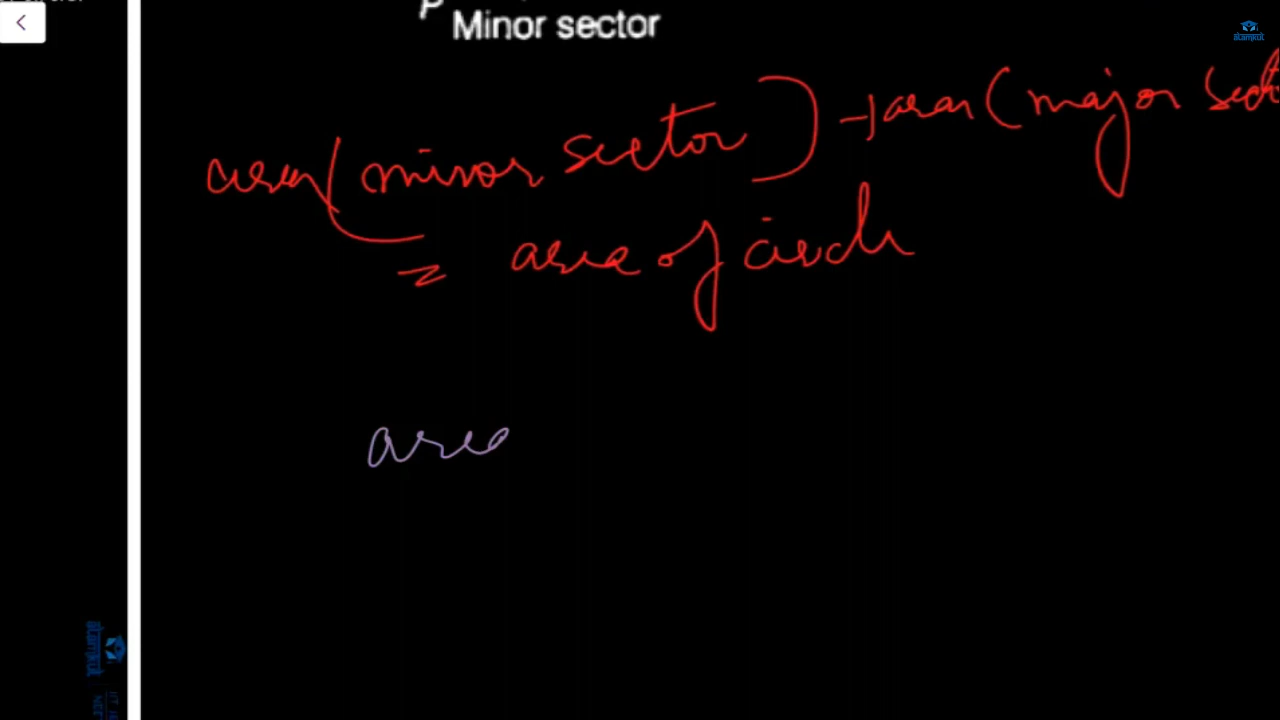 P
Minor sector
area (minor sector) + area (major sect
= area of circle
area